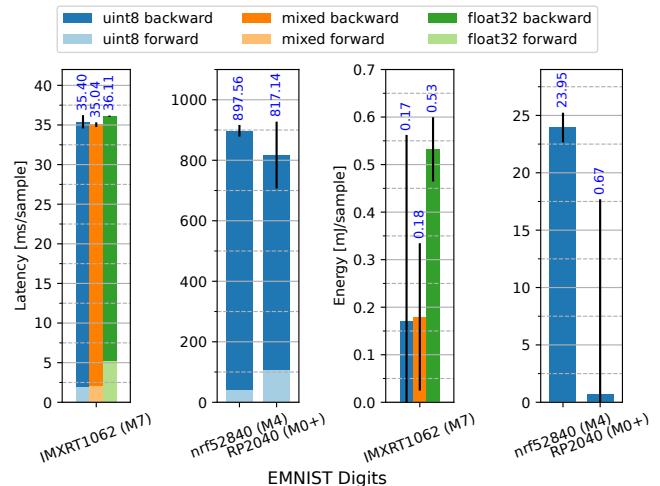 uint8 backward
mixed backward
float32 backward
uint8 forward
mixed forward
float32 forward
Latency [ms/sample]
40
35
30
25
20
15
10
5
0
35.40
35.04
36.11
IMXRT1062 (M7)
1000
800
600
400
200
0
897.56
817.14
nrf52840 (M4)
RP2040 (M0+)
Energy [mJ/sample]
0.7
0.6
0.5
0.4
0.3
0.2
0.1
0.0
0.17
0.18
0.53
IMXRT1062 (M7)
25
20
15
10
5
0
23.95
0.67
nrf52840 (M4)
RP2040 (M0+)
EMNIST Digits